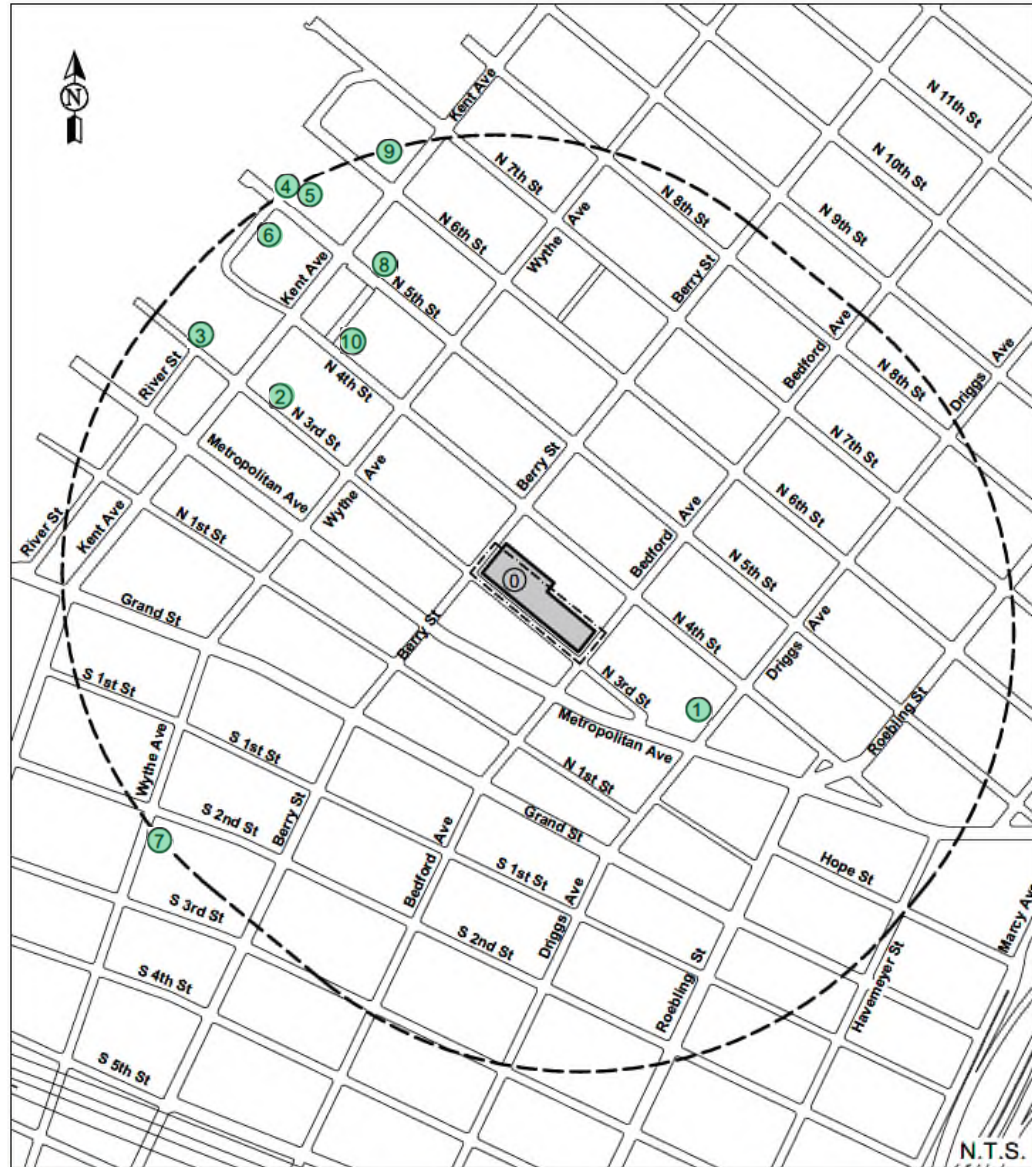 N
Kent Ave
N 11th St
N 10th St
N 9th St
N 8th St
N 7th St
9
4
5
6
N 6th St
Wythe Ave
Berry St
8
N 5th St
Kent Ave
3
River St
10
N 4th St
2
N 3rd St
Bedford Ave
N 8th St
Driggs Ave
N 7th St
Metropolitan Ave
Wythe Ave
Berry St
N 6th St
N 1st St
Kent Ave
River St
Bedford Ave
N 5th St
0
Grand St
Berry St
N 4th St
Driggs Ave
N 3rd St
1
Roebling St
S 1st St
Metropolitan Ave
N 1st St
Wythe Ave
S 1st St
Grand St
S 2nd St
Berry St
7
Bedford Ave
S 1st St
Hope St
Driggs Ave
S 3rd St
S 2nd St
Marcy Ave
Roebling St
Havemeyer St
S 4th St
S 5th St
N.T.S.